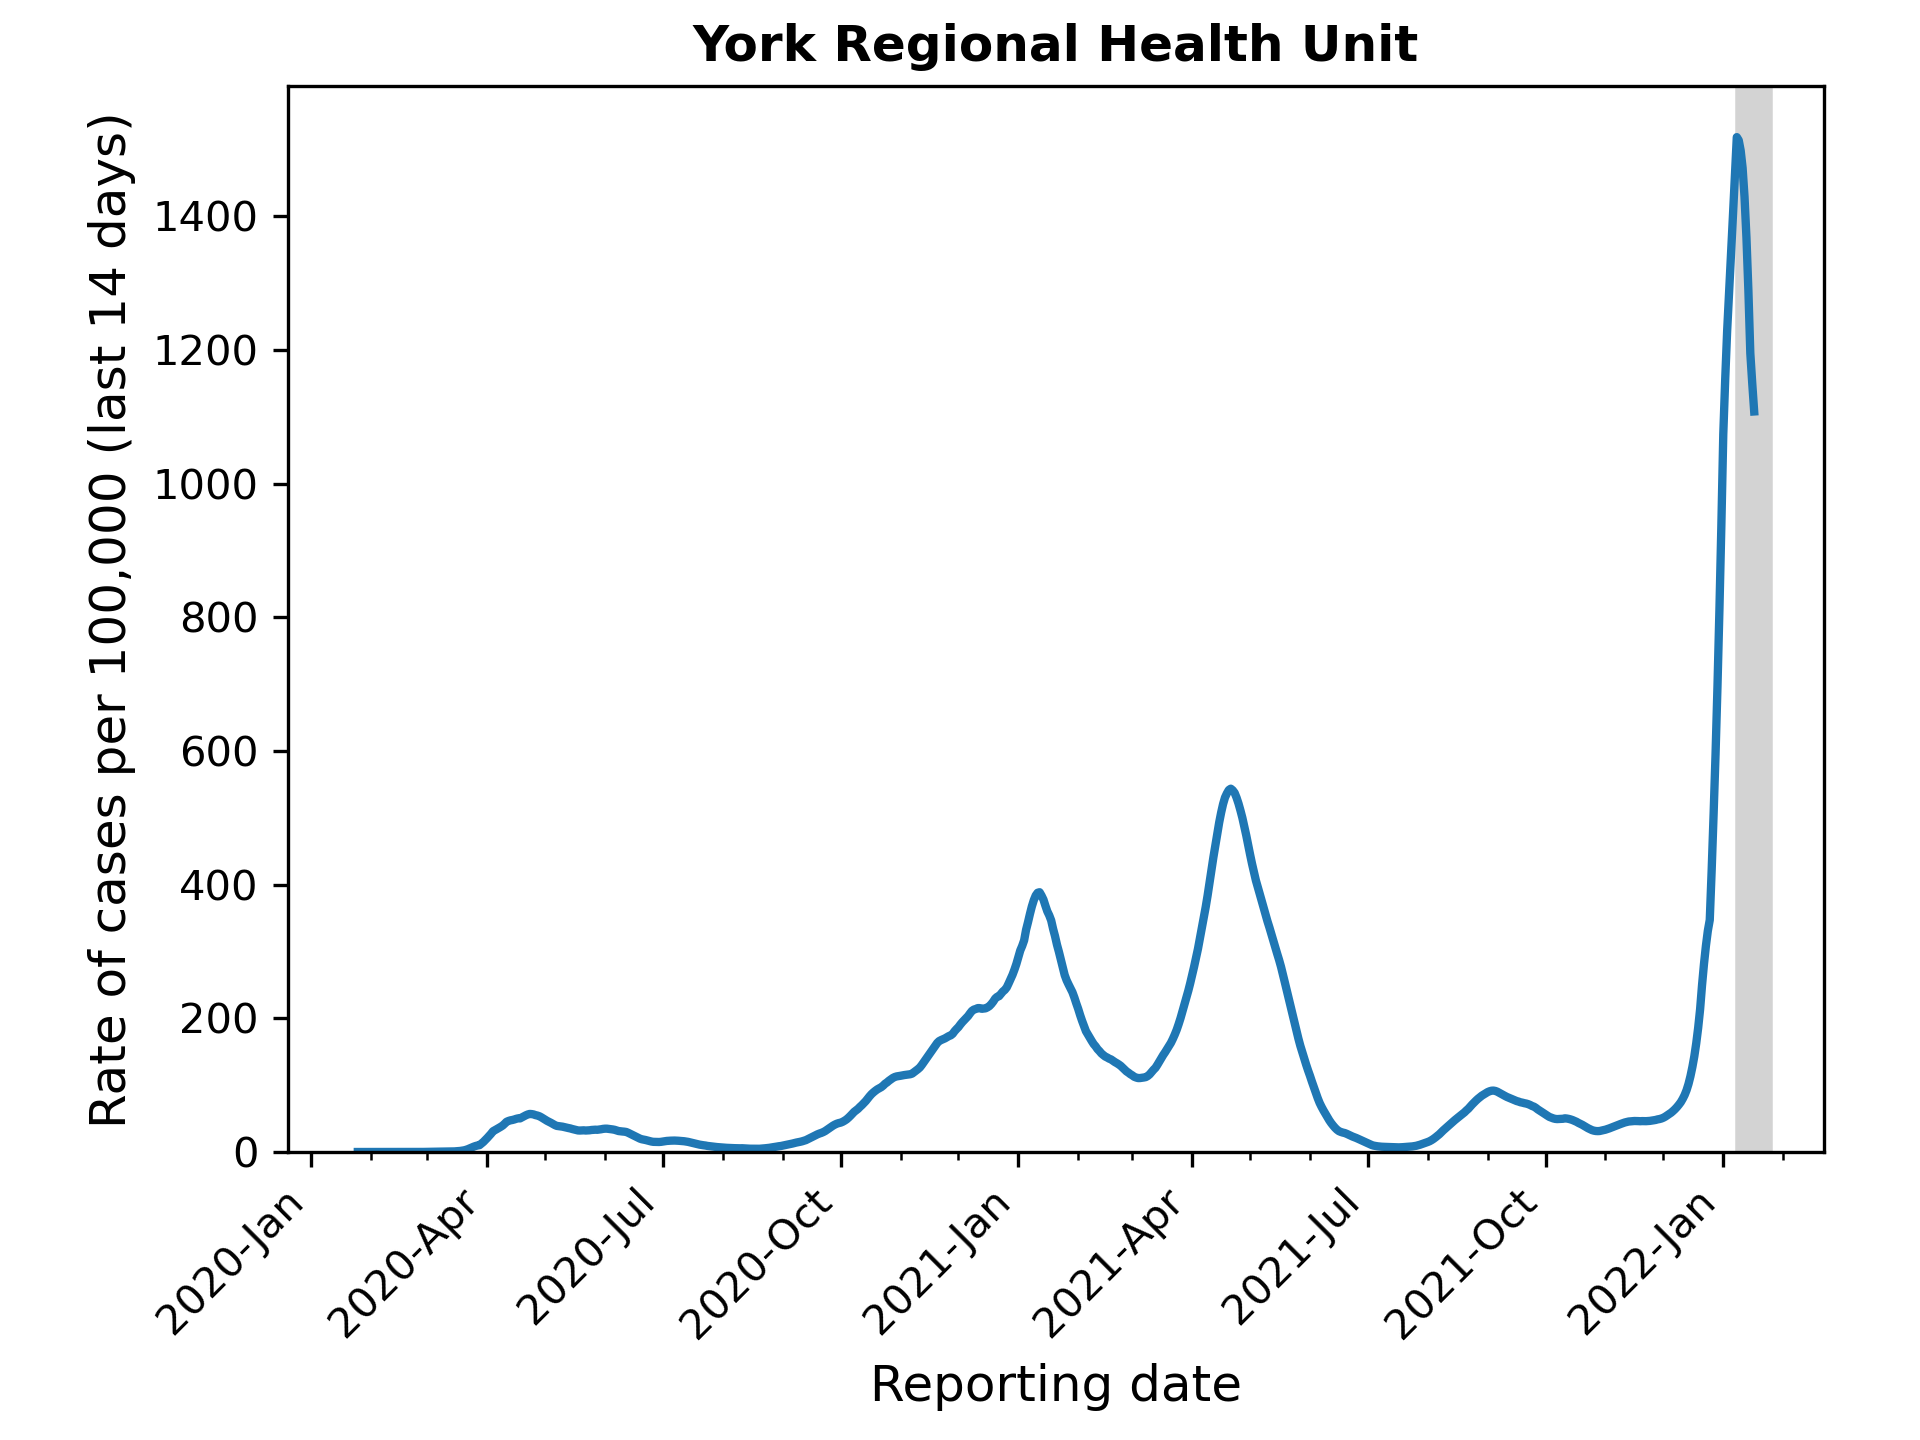 York Regional Health Unit
Rate of cases per 100,000 (last 14 days)
1400
1200
1000
800
600
400
200
0
2020-Jan
2020-Apr
2020-Jul
2020-Oct
2021-Jan
2021-Apr
2021-Jul
2021-Oct
2022-Jan
Reporting date